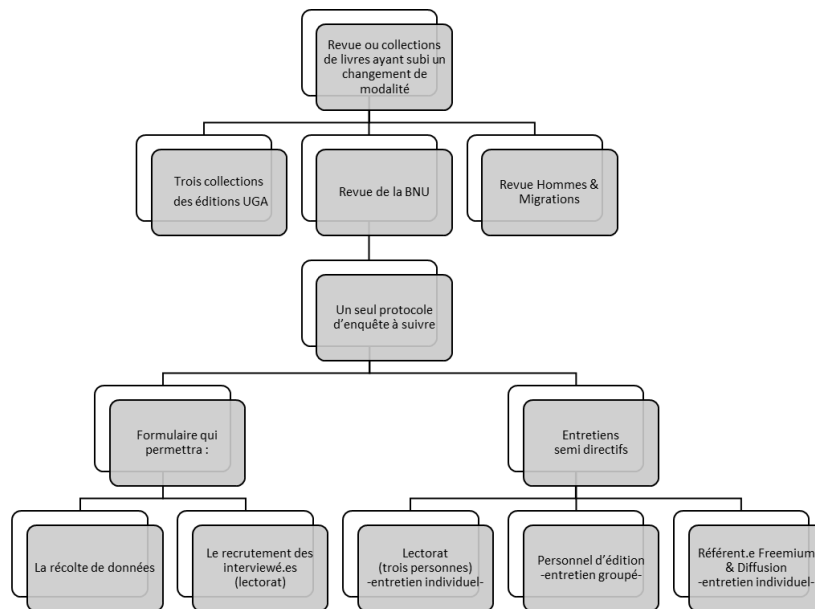 Revue ou collections
de livres ayant subi un
changement de
modalité
Trois collections
des éditions UGA
Revue de la BNU
Revue Hommes &
Migrations
Un seul protocole
d'enquête à suivre
Formulaire qui
permettra :
Entretiens
semi directifs
La récolte de données
Le recrutement des
interviewé.es
(lectorat)
Lectorat
(trois personnes)
-entretien individuel-
Personnel d'édition
-entretien groupé-
Référent.e Freemium
& Diffusion
-entretien individuel-